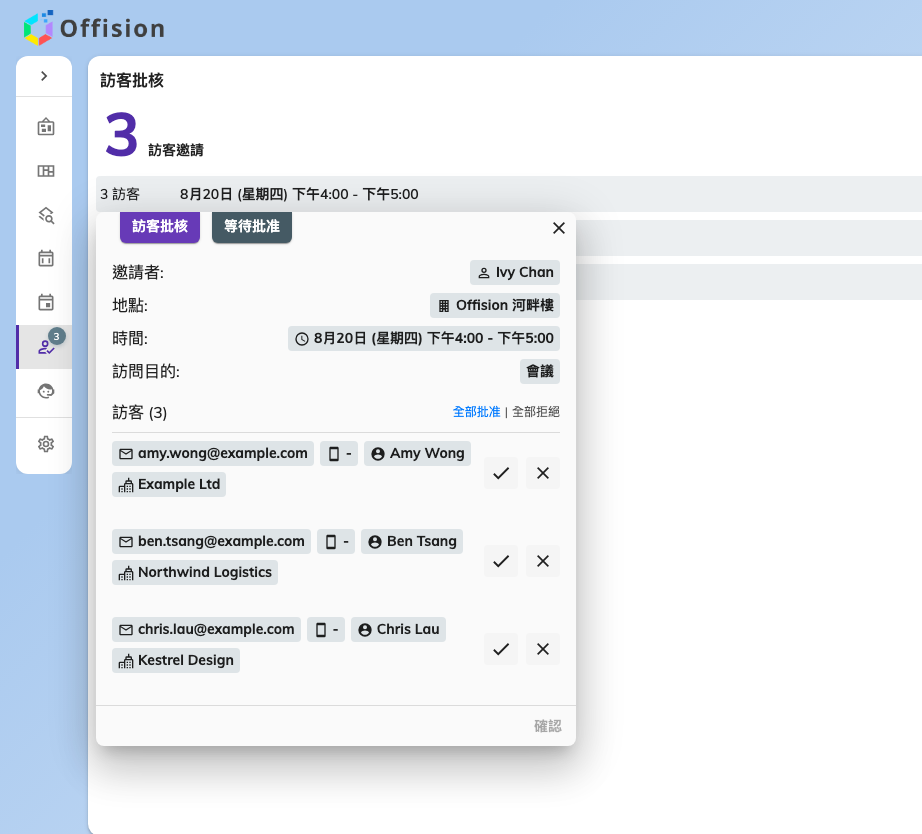 Offision
訪客批核
3 訪客邀請
3 訪客 8月20日 (星期四) 下午4:00 - 下午5:00
訪客批核 等待批准
邀請者: Ivy Chan
地點: Offision 河畔樓
時間: 8月20日 (星期四) 下午4:00 - 下午5:00
3
訪問目的: 會議
訪客 (3) 全部批准 | 全部拒絕
amy.wong@example.com - Amy Wong
Example Ltd
ben.tsang@example.com - Ben Tsang
Northwind Logistics
chris.lau@example.com - Chris Lau
Kestrel Design
確認